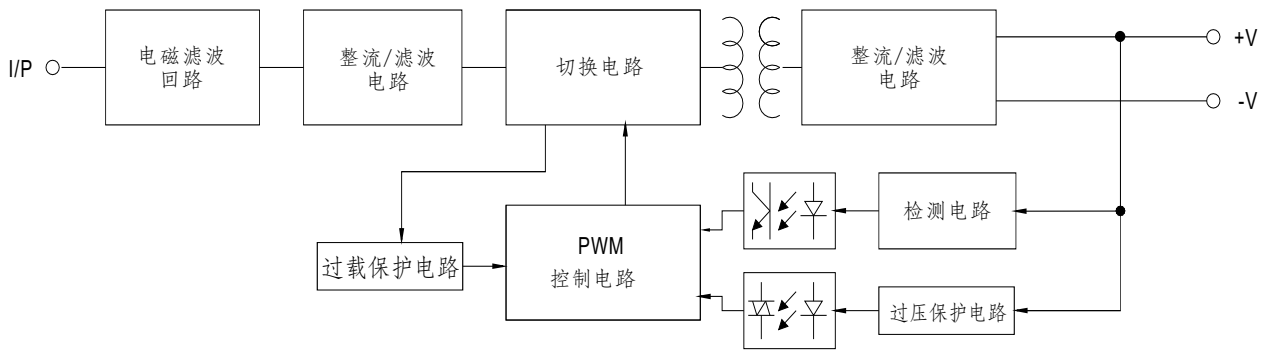 I/P
电磁滤波
回路
整流/滤波
电路
切换电路
整流/滤波
电路
+V
-V
过载保护电路
PWM
控制电路
检测电路
过压保护电路